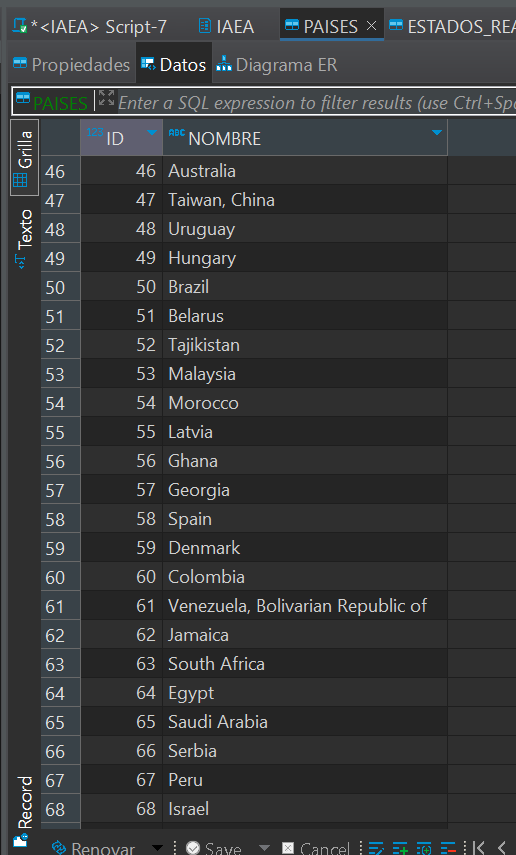 *<IAEA> Script-7 IAEA PAISES ESTADOS_REA
Propiedades Datos Diagrama ER
PAISES Enter a SQL expression to filter results (use Ctrl+Spa
Grilla
Texto
Record
123 ID ABC NOMBRE
46 46 Australia
47 47 Taiwan, China
48 48 Uruguay
49 49 Hungary
50 50 Brazil
51 51 Belarus
52 52 Tajikistan
53 53 Malaysia
54 54 Morocco
55 55 Latvia
56 56 Ghana
57 57 Georgia
58 58 Spain
59 59 Denmark
60 60 Colombia
61 61 Venezuela, Bolivarian Republic of
62 62 Jamaica
63 63 South Africa
64 64 Egypt
65 65 Saudi Arabia
66 66 Serbia
67 67 Peru
68 68 Israel
Renovar Save Cancel